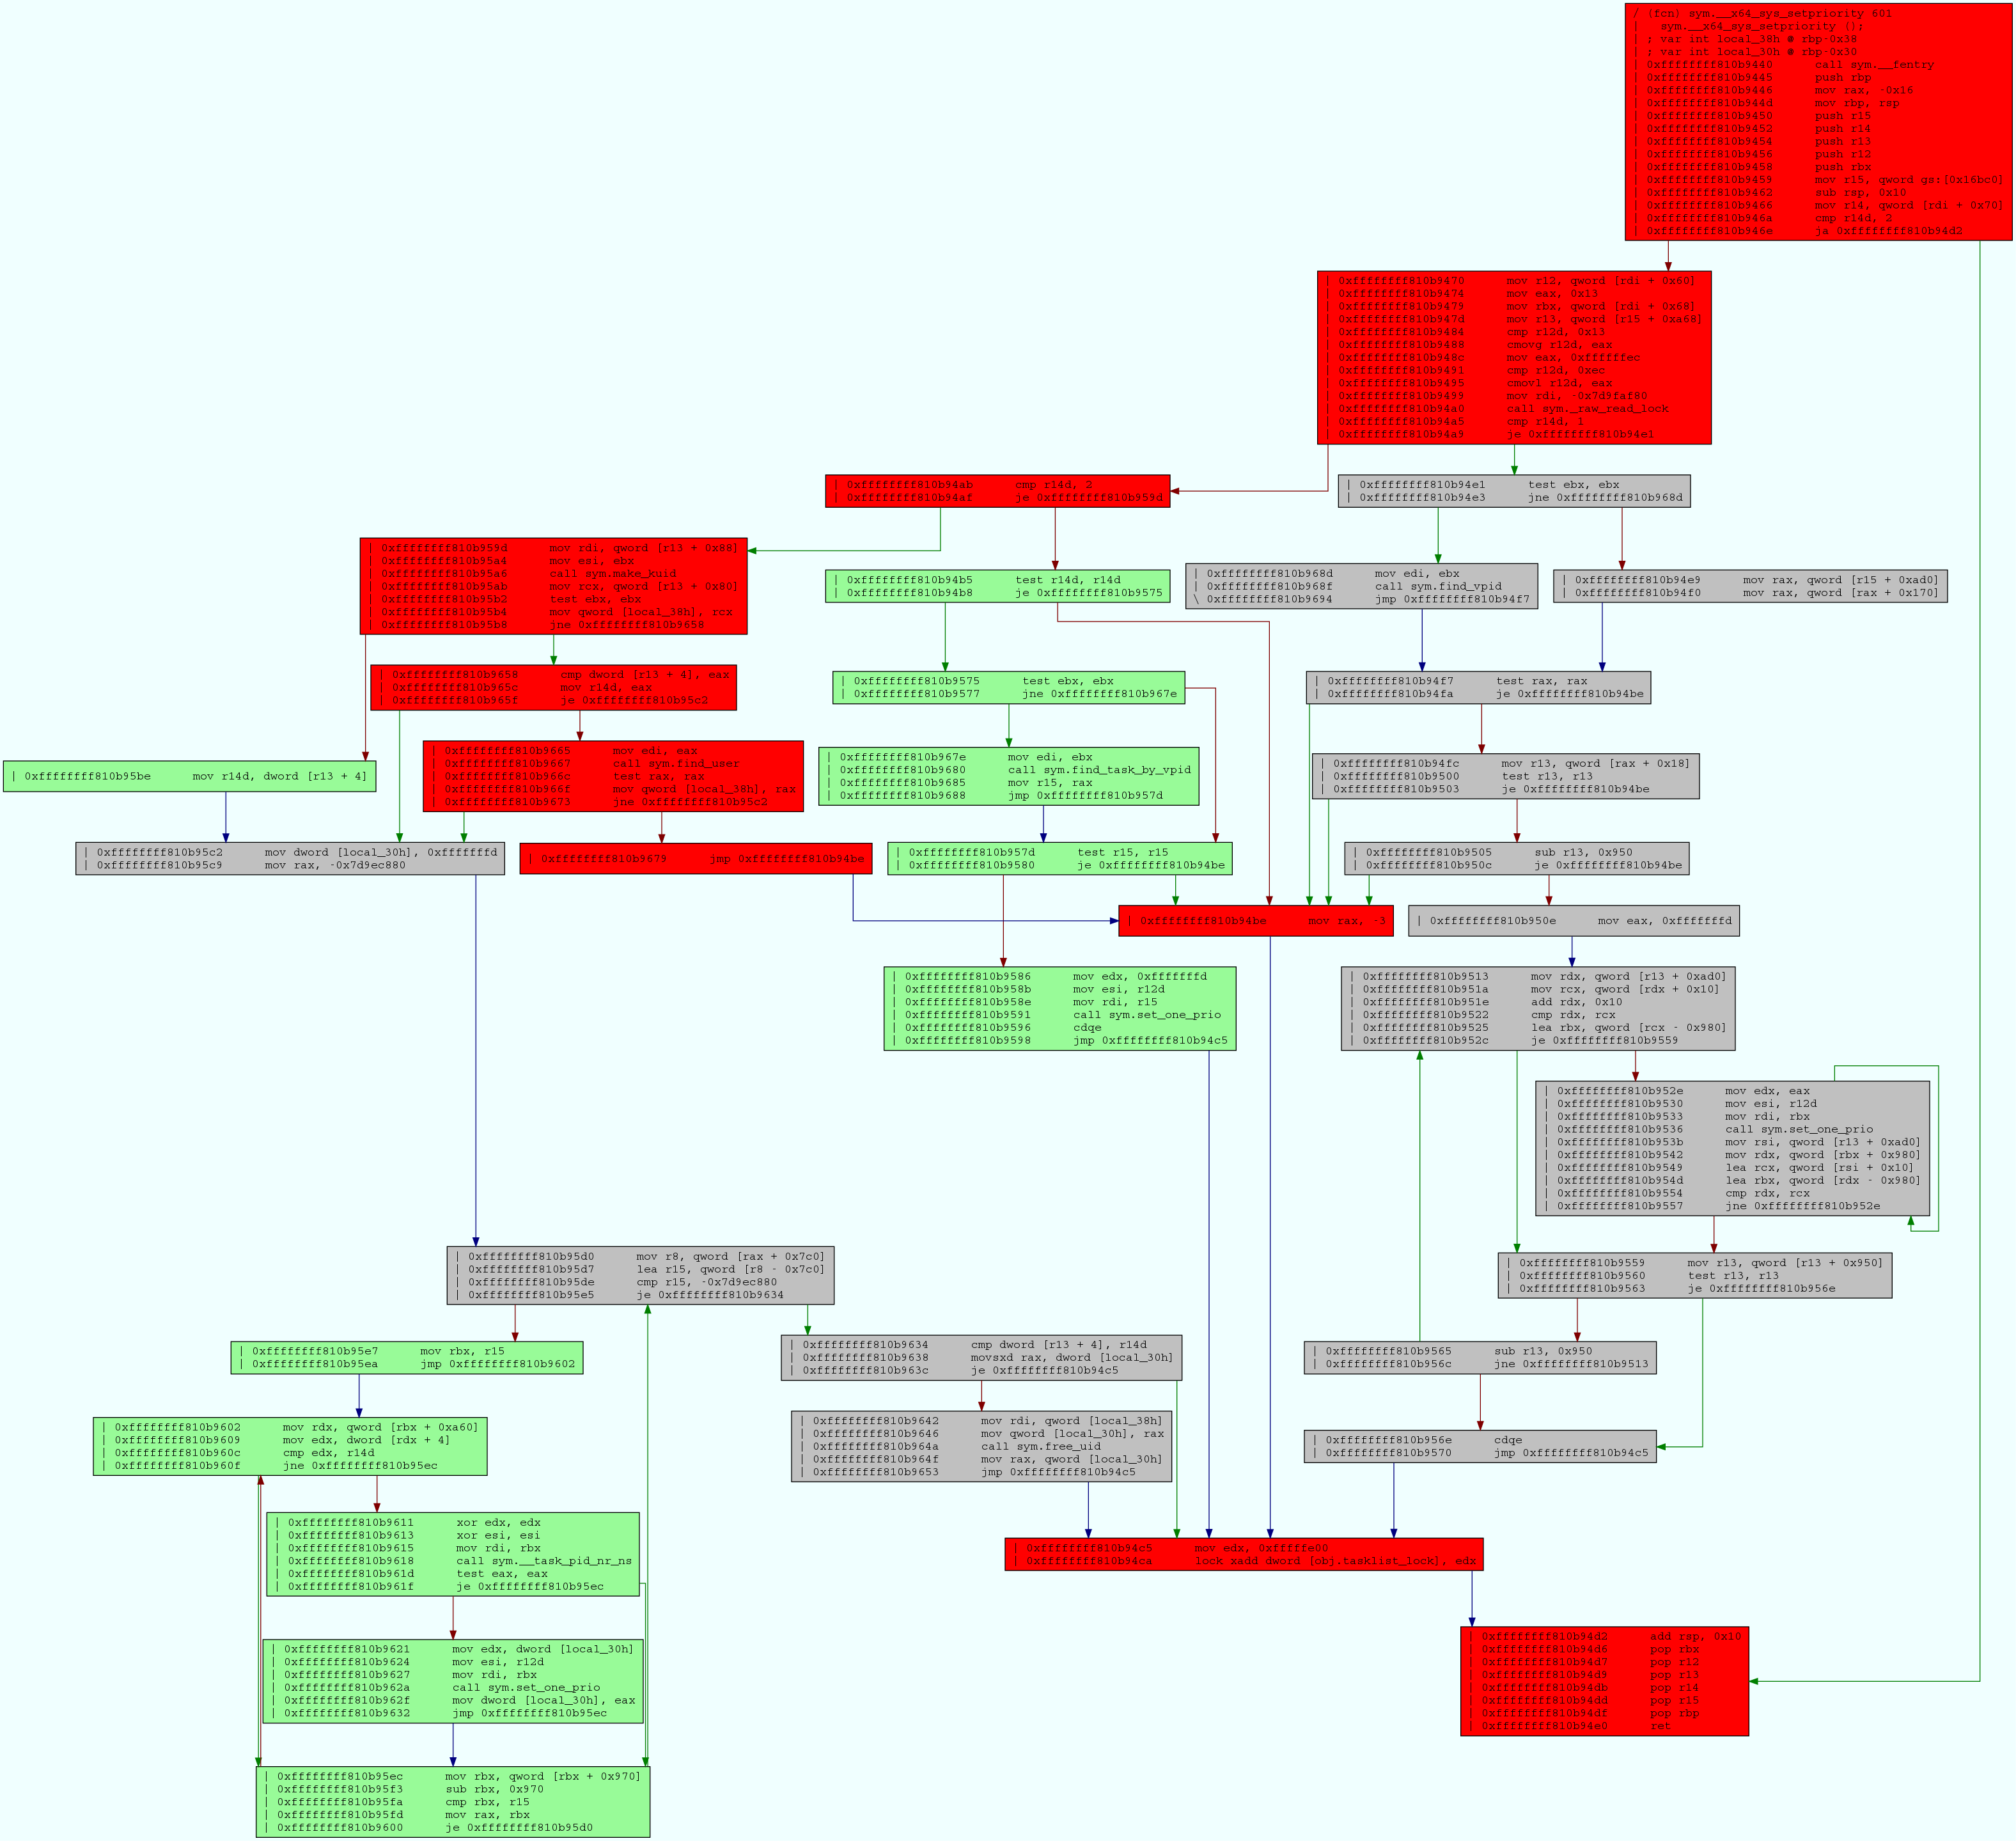 / (fcn) sym.__x64_sys_setpriority 601
|   sym.__x64_sys_setpriority ();
| ; var int local_38h @ rbp-0x38
| ; var int local_30h @ rbp-0x30
| 0xffffffff810b9440      call sym.__fentry
| 0xffffffff810b9445      push rbp
| 0xffffffff810b9446      mov rax, -0x16
| 0xffffffff810b944d      mov rbp, rsp
| 0xffffffff810b9450      push r15
| 0xffffffff810b9452      push r14
| 0xffffffff810b9454      push r13
| 0xffffffff810b9456      push r12
| 0xffffffff810b9458      push rbx
| 0xffffffff810b9459      mov r15, qword gs:[0x16bc0]
| 0xffffffff810b9462      sub rsp, 0x10
| 0xffffffff810b9466      mov r14, qword [rdi + 0x70]
| 0xffffffff810b946a      cmp r14d, 2
| 0xffffffff810b946e      ja 0xffffffff810b94d2
| 0xffffffff810b9470      mov r12, qword [rdi + 0x60]
| 0xffffffff810b9474      mov eax, 0x13
| 0xffffffff810b9479      mov rbx, qword [rdi + 0x68]
| 0xffffffff810b947d      mov r13, qword [r15 + 0xa68]
| 0xffffffff810b9484      cmp r12d, 0x13
| 0xffffffff810b9488      cmovg r12d, eax
| 0xffffffff810b948c      mov eax, 0xffffffec
| 0xffffffff810b9491      cmp r12d, 0xec
| 0xffffffff810b9495      cmovl r12d, eax
| 0xffffffff810b9499      mov rdi, -0x7d9faf80
| 0xffffffff810b94a0      call sym._raw_read_lock
| 0xffffffff810b94a5      cmp r14d, 1
| 0xffffffff810b94a9      je 0xffffffff810b94e1
| 0xffffffff810b94ab      cmp r14d, 2
| 0xffffffff810b94af      je 0xffffffff810b959d
| 0xffffffff810b94e1      test ebx, ebx
| 0xffffffff810b94e3      jne 0xffffffff810b968d
| 0xffffffff810b959d      mov rdi, qword [r13 + 0x88]
| 0xffffffff810b95a4      mov esi, ebx
| 0xffffffff810b95a6      call sym.make_kuid
| 0xffffffff810b95ab      mov rcx, qword [r13 + 0x80]
| 0xffffffff810b95b2      test ebx, ebx
| 0xffffffff810b95b4      mov qword [local_38h], rcx
| 0xffffffff810b95b8      jne 0xffffffff810b9658
| 0xffffffff810b94b5      test r14d, r14d
| 0xffffffff810b94b8      je 0xffffffff810b9575
| 0xffffffff810b968d      mov edi, ebx
| 0xffffffff810b968f      call sym.find_vpid
\ 0xffffffff810b9694      jmp 0xffffffff810b94f7
| 0xffffffff810b94e9      mov rax, qword [r15 + 0xad0]
| 0xffffffff810b94f0      mov rax, qword [rax + 0x170]
| 0xffffffff810b9658      cmp dword [r13 + 4], eax
| 0xffffffff810b965c      mov r14d, eax
| 0xffffffff810b965f      je 0xffffffff810b95c2
| 0xffffffff810b9575      test ebx, ebx
| 0xffffffff810b9577      jne 0xffffffff810b967e
| 0xffffffff810b94f7      test rax, rax
| 0xffffffff810b94fa      je 0xffffffff810b94be
| 0xffffffff810b95be      mov r14d, dword [r13 + 4]
| 0xffffffff810b9665      mov edi, eax
| 0xffffffff810b9667      call sym.find_user
| 0xffffffff810b966c      test rax, rax
| 0xffffffff810b966f      mov qword [local_38h], rax
| 0xffffffff810b9673      jne 0xffffffff810b95c2
| 0xffffffff810b967e      mov edi, ebx
| 0xffffffff810b9680      call sym.find_task_by_vpid
| 0xffffffff810b9685      mov r15, rax
| 0xffffffff810b9688      jmp 0xffffffff810b957d
| 0xffffffff810b94fc      mov r13, qword [rax + 0x18]
| 0xffffffff810b9500      test r13, r13
| 0xffffffff810b9503      je 0xffffffff810b94be
| 0xffffffff810b95c2      mov dword [local_30h], 0xfffffffd
| 0xffffffff810b95c9      mov rax, -0x7d9ec880
| 0xffffffff810b9679      jmp 0xffffffff810b94be
| 0xffffffff810b957d      test r15, r15
| 0xffffffff810b9580      je 0xffffffff810b94be
| 0xffffffff810b9505      sub r13, 0x950
| 0xffffffff810b950c      je 0xffffffff810b94be
| 0xffffffff810b94be      mov rax, -3
| 0xffffffff810b950e      mov eax, 0xfffffffd
| 0xffffffff810b9586      mov edx, 0xfffffffd
| 0xffffffff810b958b      mov esi, r12d
| 0xffffffff810b958e      mov rdi, r15
| 0xffffffff810b9591      call sym.set_one_prio
| 0xffffffff810b9596      cdqe
| 0xffffffff810b9598      jmp 0xffffffff810b94c5
| 0xffffffff810b9513      mov rdx, qword [r13 + 0xad0]
| 0xffffffff810b951a      mov rcx, qword [rdx + 0x10]
| 0xffffffff810b951e      add rdx, 0x10
| 0xffffffff810b9522      cmp rdx, rcx
| 0xffffffff810b9525      lea rbx, qword [rcx - 0x980]
| 0xffffffff810b952c      je 0xffffffff810b9559
| 0xffffffff810b952e      mov edx, eax
| 0xffffffff810b9530      mov esi, r12d
| 0xffffffff810b9533      mov rdi, rbx
| 0xffffffff810b9536      call sym.set_one_prio
| 0xffffffff810b953b      mov rsi, qword [r13 + 0xad0]
| 0xffffffff810b9542      mov rdx, qword [rbx + 0x980]
| 0xffffffff810b9549      lea rcx, qword [rsi + 0x10]
| 0xffffffff810b954d      lea rbx, qword [rdx - 0x980]
| 0xffffffff810b9554      cmp rdx, rcx
| 0xffffffff810b9557      jne 0xffffffff810b952e
| 0xffffffff810b95d0      mov r8, qword [rax + 0x7c0]
| 0xffffffff810b95d7      lea r15, qword [r8 - 0x7c0]
| 0xffffffff810b95de      cmp r15, -0x7d9ec880
| 0xffffffff810b95e5      je 0xffffffff810b9634
| 0xffffffff810b9559      mov r13, qword [r13 + 0x950]
| 0xffffffff810b9560      test r13, r13
| 0xffffffff810b9563      je 0xffffffff810b956e
| 0xffffffff810b95e7      mov rbx, r15
| 0xffffffff810b95ea      jmp 0xffffffff810b9602
| 0xffffffff810b9634      cmp dword [r13 + 4], r14d
| 0xffffffff810b9638      movsxd rax, dword [local_30h]
| 0xffffffff810b963c      je 0xffffffff810b94c5
| 0xffffffff810b9565      sub r13, 0x950
| 0xffffffff810b956c      jne 0xffffffff810b9513
| 0xffffffff810b9602      mov rdx, qword [rbx + 0xa60]
| 0xffffffff810b9609      mov edx, dword [rdx + 4]
| 0xffffffff810b960c      cmp edx, r14d
| 0xffffffff810b960f      jne 0xffffffff810b95ec
| 0xffffffff810b9642      mov rdi, qword [local_38h]
| 0xffffffff810b9646      mov qword [local_30h], rax
| 0xffffffff810b964a      call sym.free_uid
| 0xffffffff810b964f      mov rax, qword [local_30h]
| 0xffffffff810b9653      jmp 0xffffffff810b94c5
| 0xffffffff810b956e      cdqe
| 0xffffffff810b9570      jmp 0xffffffff810b94c5
| 0xffffffff810b9611      xor edx, edx
| 0xffffffff810b9613      xor esi, esi
| 0xffffffff810b9615      mov rdi, rbx
| 0xffffffff810b9618      call sym.__task_pid_nr_ns
| 0xffffffff810b961d      test eax, eax
| 0xffffffff810b961f      je 0xffffffff810b95ec
| 0xffffffff810b94c5      mov edx, 0xfffffe00
| 0xffffffff810b94ca      lock xadd dword [obj.tasklist_lock], edx
| 0xffffffff810b9621      mov edx, dword [local_30h]
| 0xffffffff810b9624      mov esi, r12d
| 0xffffffff810b9627      mov rdi, rbx
| 0xffffffff810b962a      call sym.set_one_prio
| 0xffffffff810b962f      mov dword [local_30h], eax
| 0xffffffff810b9632      jmp 0xffffffff810b95ec
| 0xffffffff810b94d2      add rsp, 0x10
| 0xffffffff810b94d6      pop rbx
| 0xffffffff810b94d7      pop r12
| 0xffffffff810b94d9      pop r13
| 0xffffffff810b94db      pop r14
| 0xffffffff810b94dd      pop r15
| 0xffffffff810b94df      pop rbp
| 0xffffffff810b94e0      ret
| 0xffffffff810b95ec      mov rbx, qword [rbx + 0x970]
| 0xffffffff810b95f3      sub rbx, 0x970
| 0xffffffff810b95fa      cmp rbx, r15
| 0xffffffff810b95fd      mov rax, rbx
| 0xffffffff810b9600      je 0xffffffff810b95d0